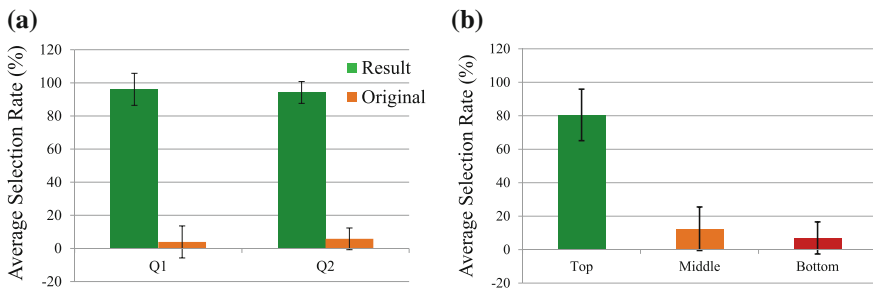 (a)
Average Selection Rate (%)
120
100
80
60
40
20
0
-20
Q1
Q2
Result
Original
(b)
Average Selection Rate (%)
120
100
80
60
40
20
0
-20
Top
Middle
Bottom